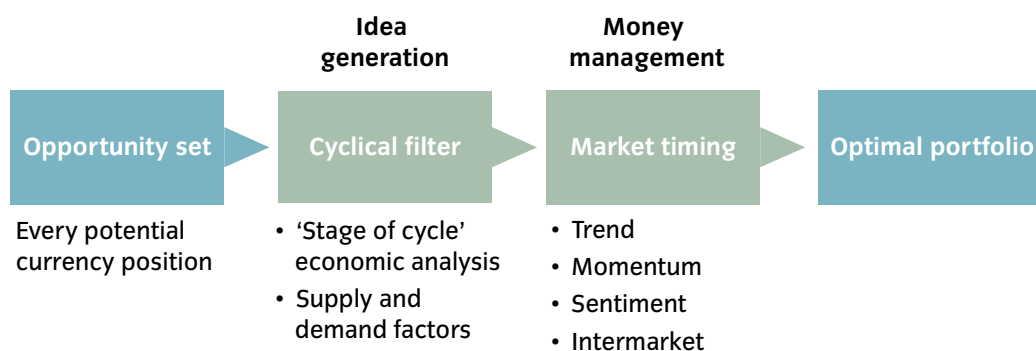 Idea
generation
Money
management
Opportunity set
Cyclical filter
Market timing
Optimal portfolio
Every potential
currency position
• ‘Stage of cycle’
economic analysis
• Supply and
demand factors
• Trend
• Momentum
• Sentiment
• Intermarket